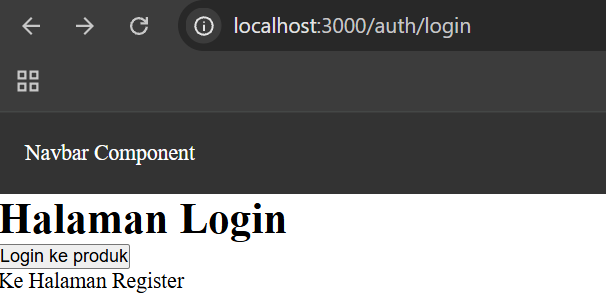 localhost:3000/auth/login
Navbar Component
Halaman Login
Login ke produk
Ke Halaman Register